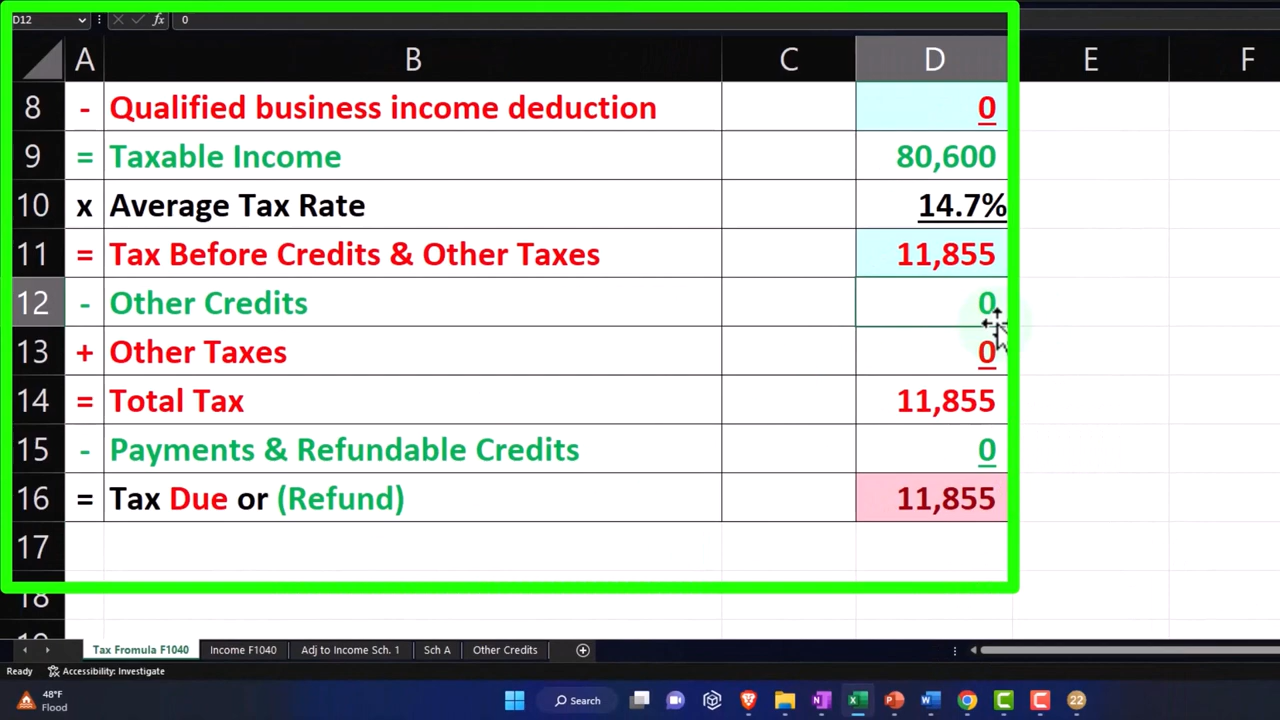 D12 fx 0
A B C D E F
8 - Qualified business income deduction 0
9 = Taxable Income 80,600
10 x Average Tax Rate 14.7%
11 = Tax Before Credits & Other Taxes 11,855
12 - Other Credits 0
13 + Other Taxes 0
14 = Total Tax 11,855
15 - Payments & Refundable Credits 0
16 = Tax Due or (Refund) 11,855
17
18
Tax Fromula F1040 Income F1040 Adj to Income Sch. 1 Sch A Other Credits
Ready Accessibility: Investigate
48°F
Flood
Search
22